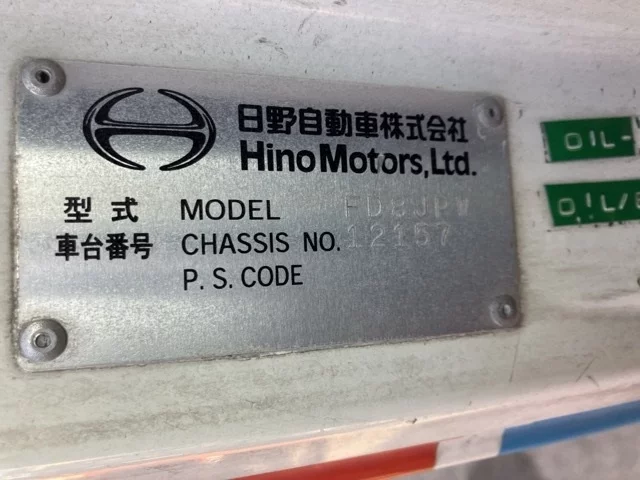 日野自動車株式会社
Hino Motors, Ltd.
型式 MODEL FD8JPW
車台番号 CHASSIS NO. 12157
P. S. CODE
OIL-
OIL/E